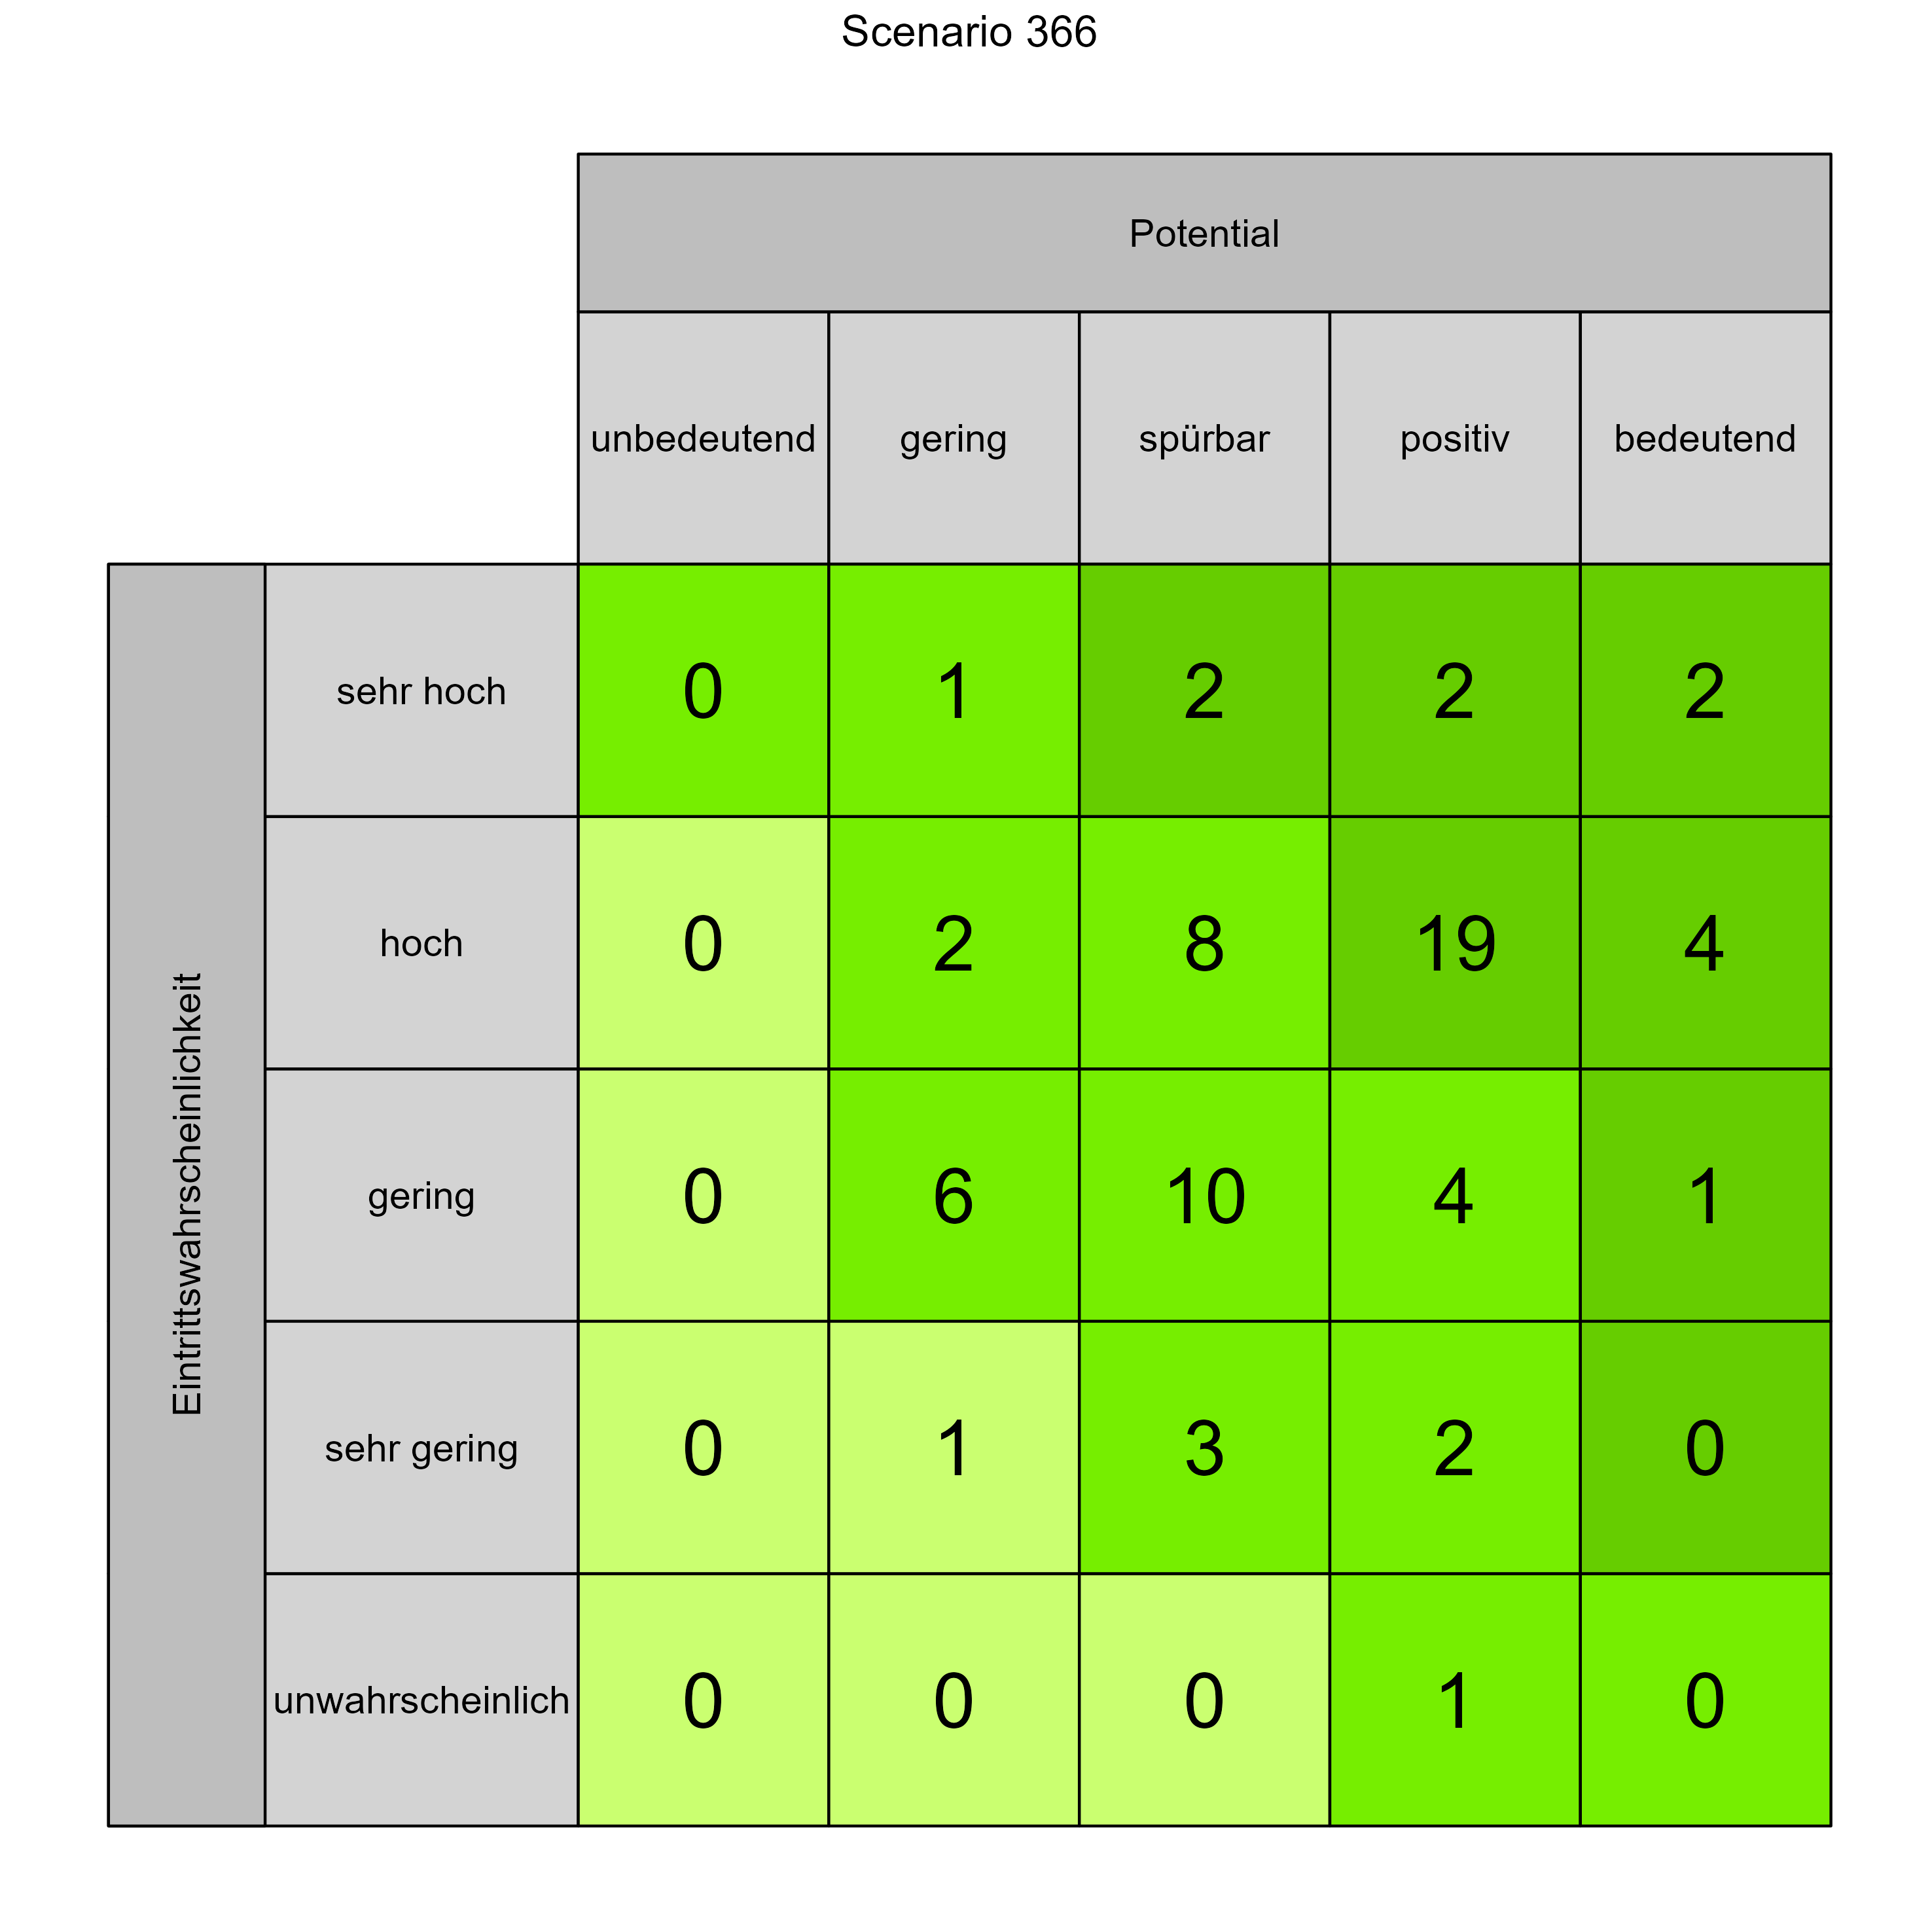 Scenario 366
Potential
unbedeutend gering spürbar positiv bedeutend
Eintrittswahrscheinlichkeit
sehr hoch 0 1 2 2 2
hoch 0 2 8 19 4
gering 0 6 10 4 1
sehr gering 0 1 3 2 0
unwahrscheinlich 0 0 0 1 0